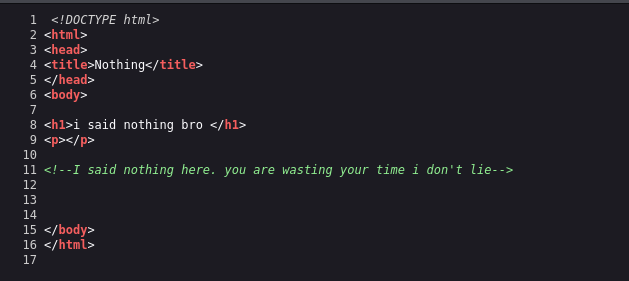 1 <!DOCTYPE html>
2 <html>
3 <head>
4 <title>Nothing</title>
5 </head>
6 <body>
7
8 <h1>i said nothing bro </h1>
9 <p></p>
10
11 <!--I said nothing here. you are wasting your time i don't lie-->
12
13
14
15 </body>
16 </html>
17